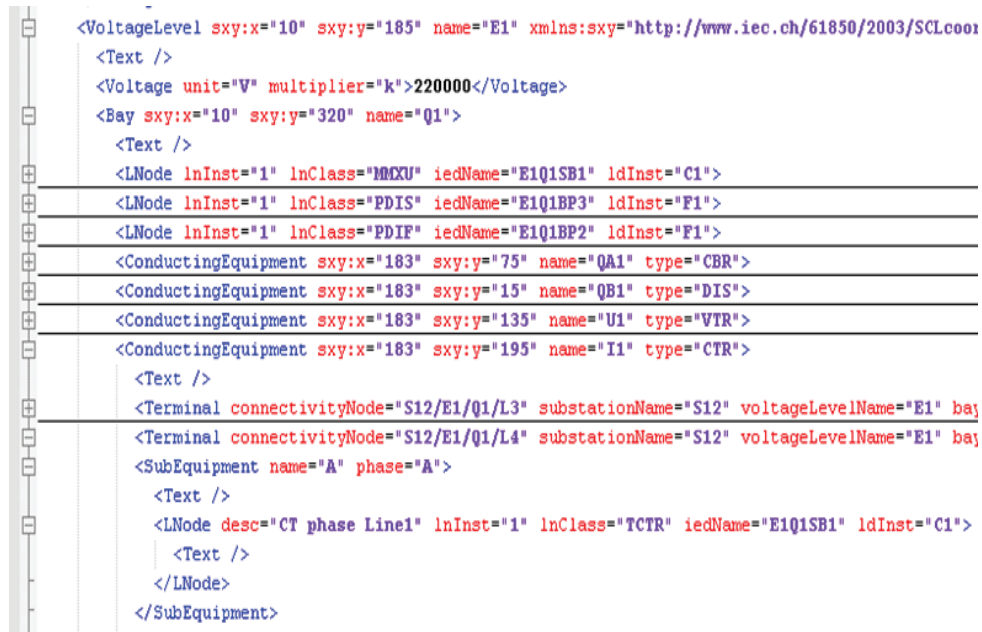 <VoltageLevel sxy:x="10" sxy:y="185" name="E1" xmlns:sxy="http://www.iec.ch/61850/2003/SCLcoor
<Text />
<Voltage unit="V" multiplier="k">220000</Voltage>
<Bay sxy:x="10" sxy:y="320" name="Q1">
<Text />
<LNode lnInst="1" lnClass="MMXU" iedName="E1Q1SB1" ldInst="C1">
<LNode lnInst="1" lnClass="PDIS" iedName="E1Q1BP3" ldInst="F1">
<LNode lnInst="1" lnClass="PDIF" iedName="E1Q1BP2" ldInst="F1">
<ConductingEquipment sxy:x="183" sxy:y="75" name="QA1" type="CBR">
<ConductingEquipment sxy:x="183" sxy:y="15" name="QB1" type="DIS">
<ConductingEquipment sxy:x="183" sxy:y="135" name="U1" type="VTR">
<ConductingEquipment sxy:x="183" sxy:y="195" name="I1" type="CTR">
<Text />
<Terminal connectivityNode="S12/E1/Q1/L3" substationName="S12" voltageLevelName="E1" bay
<Terminal connectivityNode="S12/E1/Q1/L4" substationName="S12" voltageLevelName="E1" bay
<SubEquipment name="A" phase="A">
<Text />
<LNode desc="CT phase Line1" lnInst="1" lnClass="TCTR" iedName="E1Q1SB1" ldInst="C1">
<Text />
</LNode>
</SubEquipment>